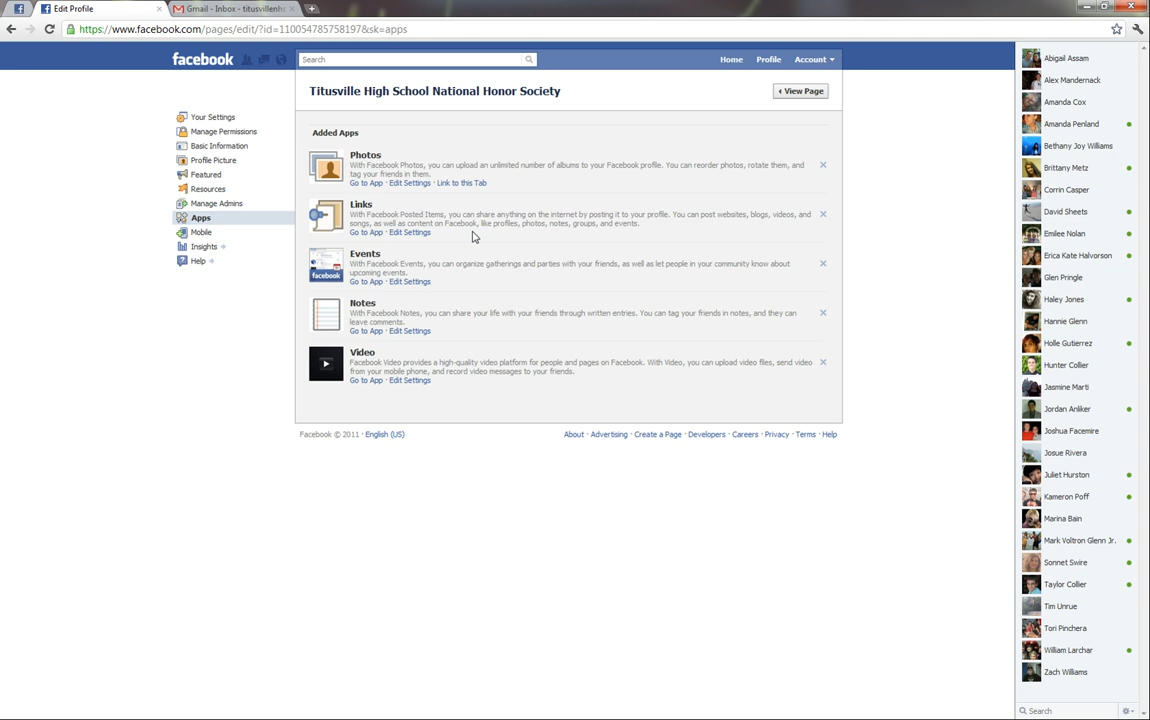 Edit Profile
Gmail - Inbox - titusvillenh
https://www.facebook.com/pages/edit/?id=110054785758197&sk=apps
facebook
Search
Home Profile Account
Titusville High School National Honor Society
View Page
Your Settings
Manage Permissions
Basic Information
Profile Picture
Featured
Resources
Manage Admins
Apps
Mobile
Insights
Help
Added Apps
Photos
With Facebook Photos, you can upload an unlimited number of albums to your Facebook profile. You can reorder photos, rotate them, and
tag your friends in them.
Go to App · Edit Settings · Link to this Tab
Links
With Facebook Posted Items, you can share anything on the internet by posting it to your profile. You can post websites, blogs, videos, and
songs, as well as content on Facebook, like profiles, photos, notes, groups, and events.
Go to App · Edit Settings
facebook
Events
With Facebook Events, you can organize gatherings and parties with your friends, as well as let people in your community know about
upcoming events.
Go to App · Edit Settings
Notes
With Facebook Notes, you can share your life with your friends through written entries. You can tag your friends in notes, and they can
leave comments.
Go to App · Edit Settings
Video
Facebook Video provides a high-quality video platform for people and pages on Facebook. With Video, you can upload video files, send video
from your mobile phone, and record video messages to your friends.
Go to App · Edit Settings
Facebook © 2011 · English (US)
About · Advertising · Create a Page · Developers · Careers · Privacy · Terms · Help
Abigail Assam
Alex Mandernack
Amanda Cox
Amanda Penland
Bethany Joy Williams
Brittany Metz
Corrin Casper
David Sheets
Emilee Nolan
Erica Kate Halvorson
Glen Pringle
Haley Jones
Hannie Glenn
Holle Gutierrez
Hunter Collier
Jasmine Marti
Jordan Anliker
Joshua Facemire
Josue Rivera
Juliet Hurston
Kameron Poff
Marina Bain
Mark Voltron Glenn Jr.
Sonnet Swire
Taylor Collier
Tim Unrue
Tori Pinchera
William Larchar
Zach Williams
Search